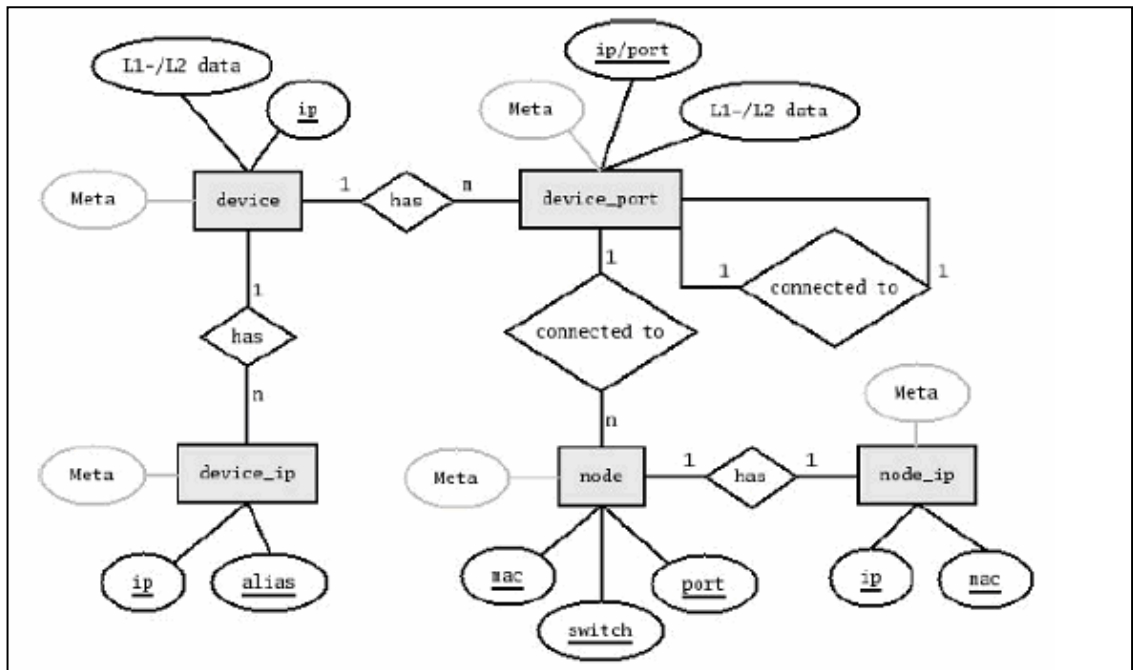 L1-/L2 data
ip
ip/port
Meta
L1-/L2 data
Meta
device
1
has
m
device_port
1
1
connected to
1
1
has
n
connected to
n
Meta
Meta
device_ip
Meta
node
1
has
1
node_ip
ip
alias
mac
switch
port
ip
mac